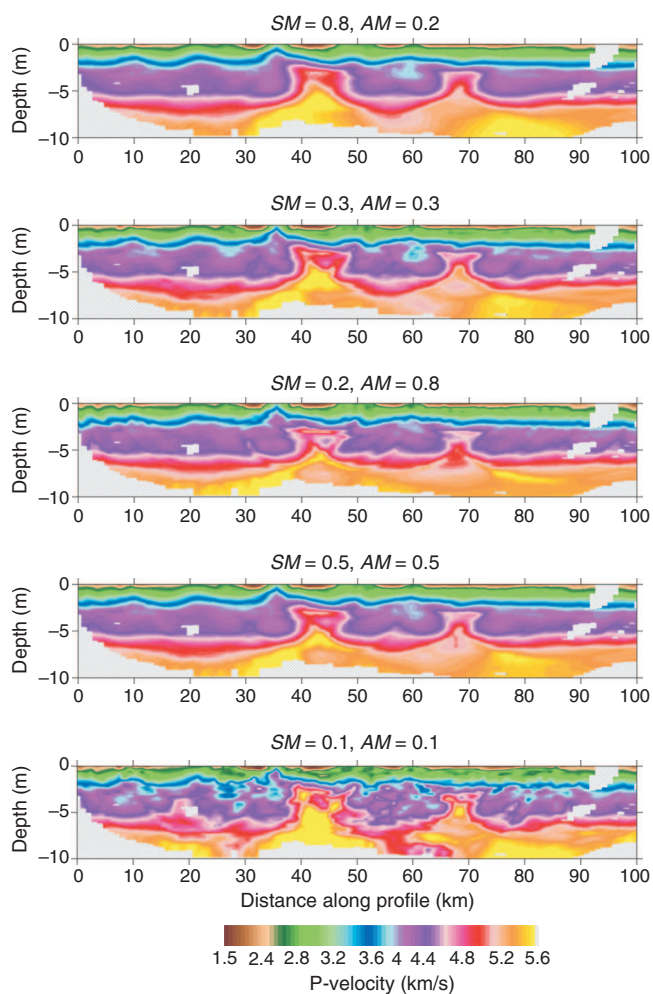 SM = 0.8, AM = 0.2
0
−5
−10
Depth (m)
0 10 20 30 40 50 60 70 80 90 100
SM = 0.3, AM = 0.3
0
−5
−10
Depth (m)
0 10 20 30 40 50 60 70 80 90 100
SM = 0.2, AM = 0.8
0
−5
−10
Depth (m)
0 10 20 30 40 50 60 70 80 90 100
SM = 0.5, AM = 0.5
0
−5
−10
Depth (m)
0 10 20 30 40 50 60 70 80 90 100
SM = 0.1, AM = 0.1
0
−5
−10
Depth (m)
0 10 20 30 40 50 60 70 80 90 100
Distance along profile (km)
1.5 2.4 2.8 3.2 3.6 4 4.4 4.8 5.2 5.6
P-velocity (km/s)